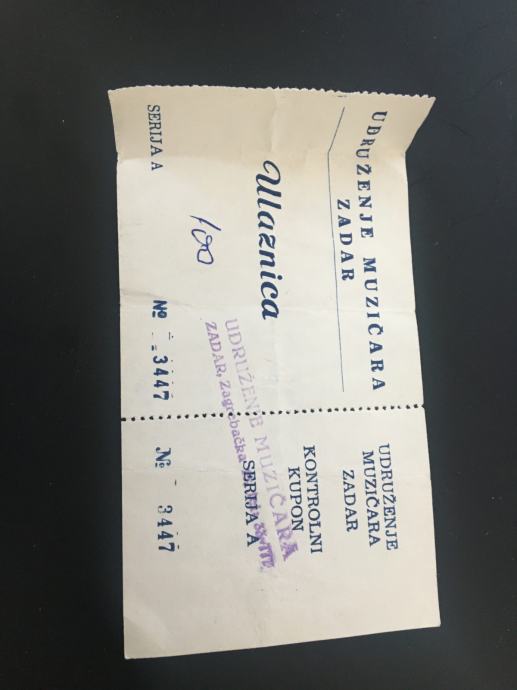 UDRUŽENJE MUZIČARA
ZADAR
Ulaznica
100
SERIJA A
№ 3447
UDRUŽENJE
MUZIČARA
ZADAR
KONTROLNI
KUPON
SERIJA A
№ 3447
UDRUŽENJE MUZIČARA
ZADAR, Zagrebačka